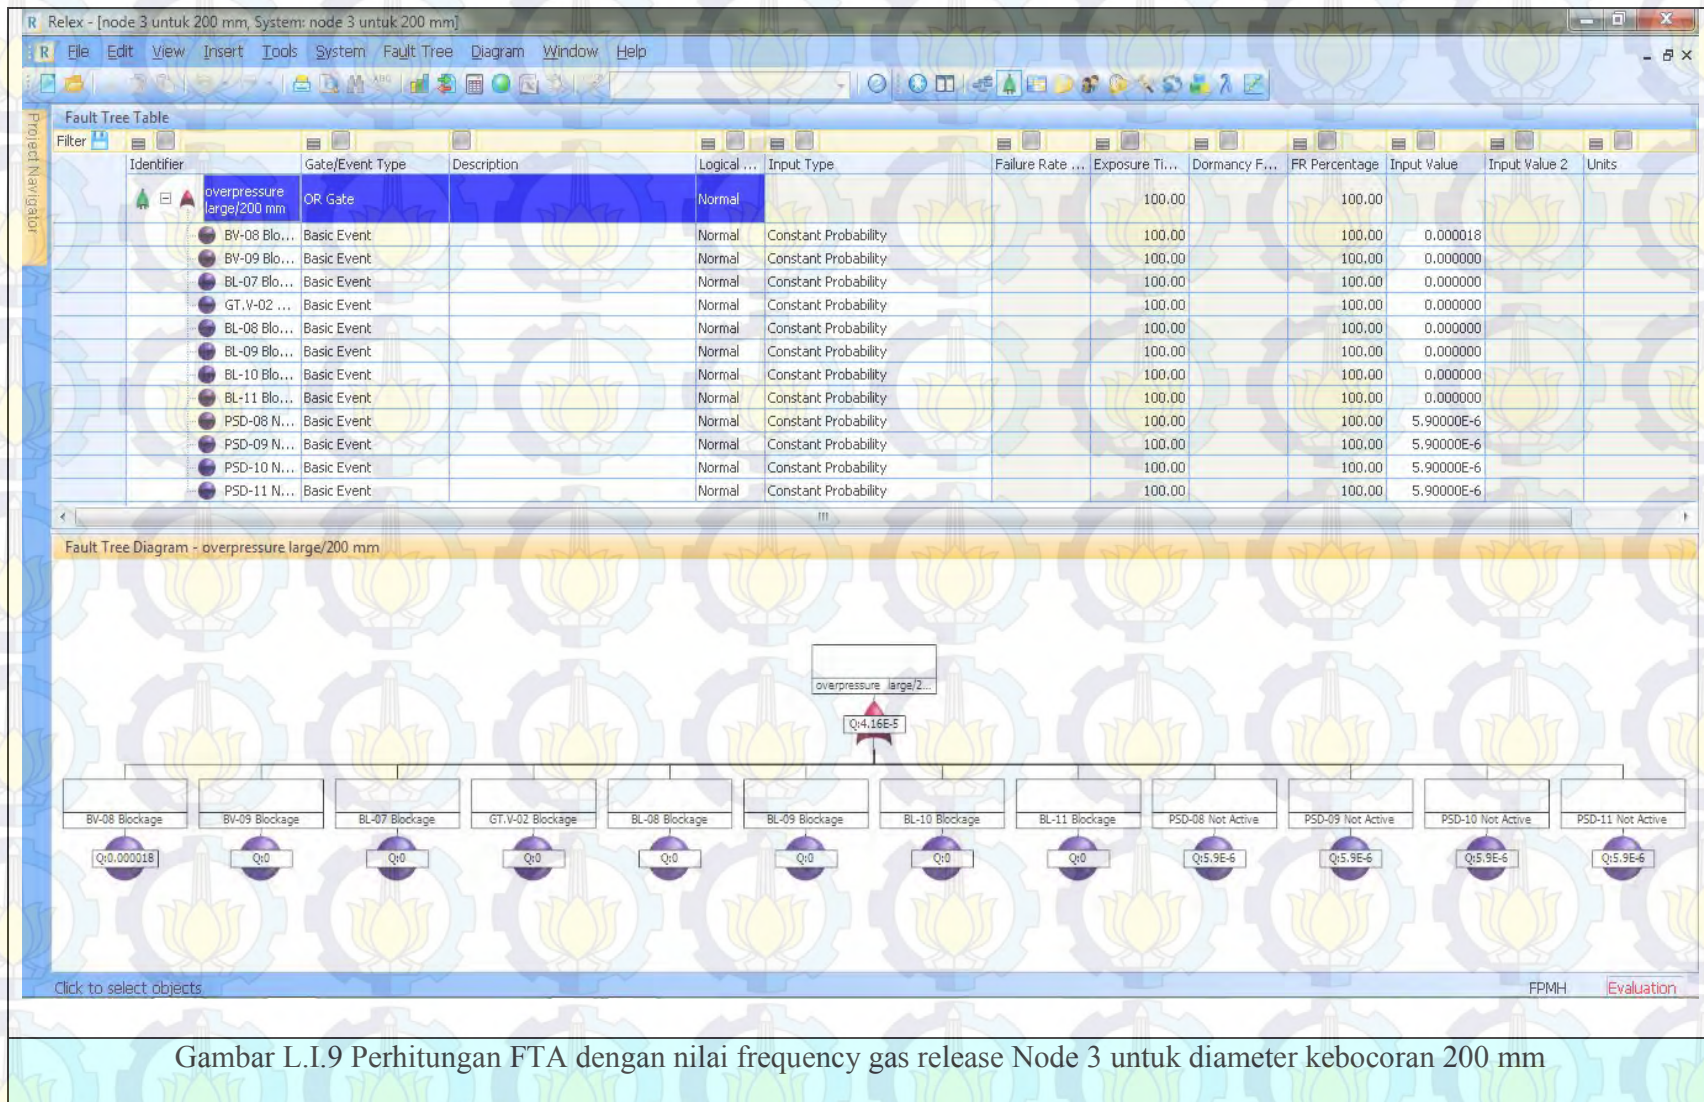 Relex - [node 3 untuk 200 mm, System: node 3 untuk 200 mm]
File Edit View Insert Tools System Fault Tree Diagram Window Help
Project Navigator
Fault Tree Table
Filter
Identifier Gate/Event Type Description Logical ... Input Type Failure Rate ... Exposure Ti... Dormancy F... FR Percentage Input Value Input Value 2 Units
overpressure large/200 mm OR Gate Normal 100.00 100.00
BV-08 Blo... Basic Event Normal Constant Probability 100.00 100.00 0.000018
BV-09 Blo... Basic Event Normal Constant Probability 100.00 100.00 0.000000
BL-07 Blo... Basic Event Normal Constant Probability 100.00 100.00 0.000000
GT.V-02 ... Basic Event Normal Constant Probability 100.00 100.00 0.000000
BL-08 Blo... Basic Event Normal Constant Probability 100.00 100.00 0.000000
BL-09 Blo... Basic Event Normal Constant Probability 100.00 100.00 0.000000
BL-10 Blo... Basic Event Normal Constant Probability 100.00 100.00 0.000000
BL-11 Blo... Basic Event Normal Constant Probability 100.00 100.00 0.000000
PSD-08 N... Basic Event Normal Constant Probability 100.00 100.00 5.90000E-6
PSD-09 N... Basic Event Normal Constant Probability 100.00 100.00 5.90000E-6
PSD-10 N... Basic Event Normal Constant Probability 100.00 100.00 5.90000E-6
PSD-11 N... Basic Event Normal Constant Probability 100.00 100.00 5.90000E-6
Fault Tree Diagram - overpressure large/200 mm
overpressure large/2...
Q:4.16E-5
BV-08 Blockage BV-09 Blockage BL-07 Blockage GT.V-02 Blockage BL-08 Blockage BL-09 Blockage BL-10 Blockage BL-11 Blockage PSD-08 Not Active PSD-09 Not Active PSD-10 Not Active PSD-11 Not Active
Q:0.000018 Q:0 Q:0 Q:0 Q:0 Q:0 Q:0 Q:0 Q:5.9E-6 Q:5.9E-6 Q:5.9E-6 Q:5.9E-6
Click to select objects FPMH Evaluation
Gambar L.I.9 Perhitungan FTA dengan nilai frequency gas release Node 3 untuk diameter kebocoran 200 mm